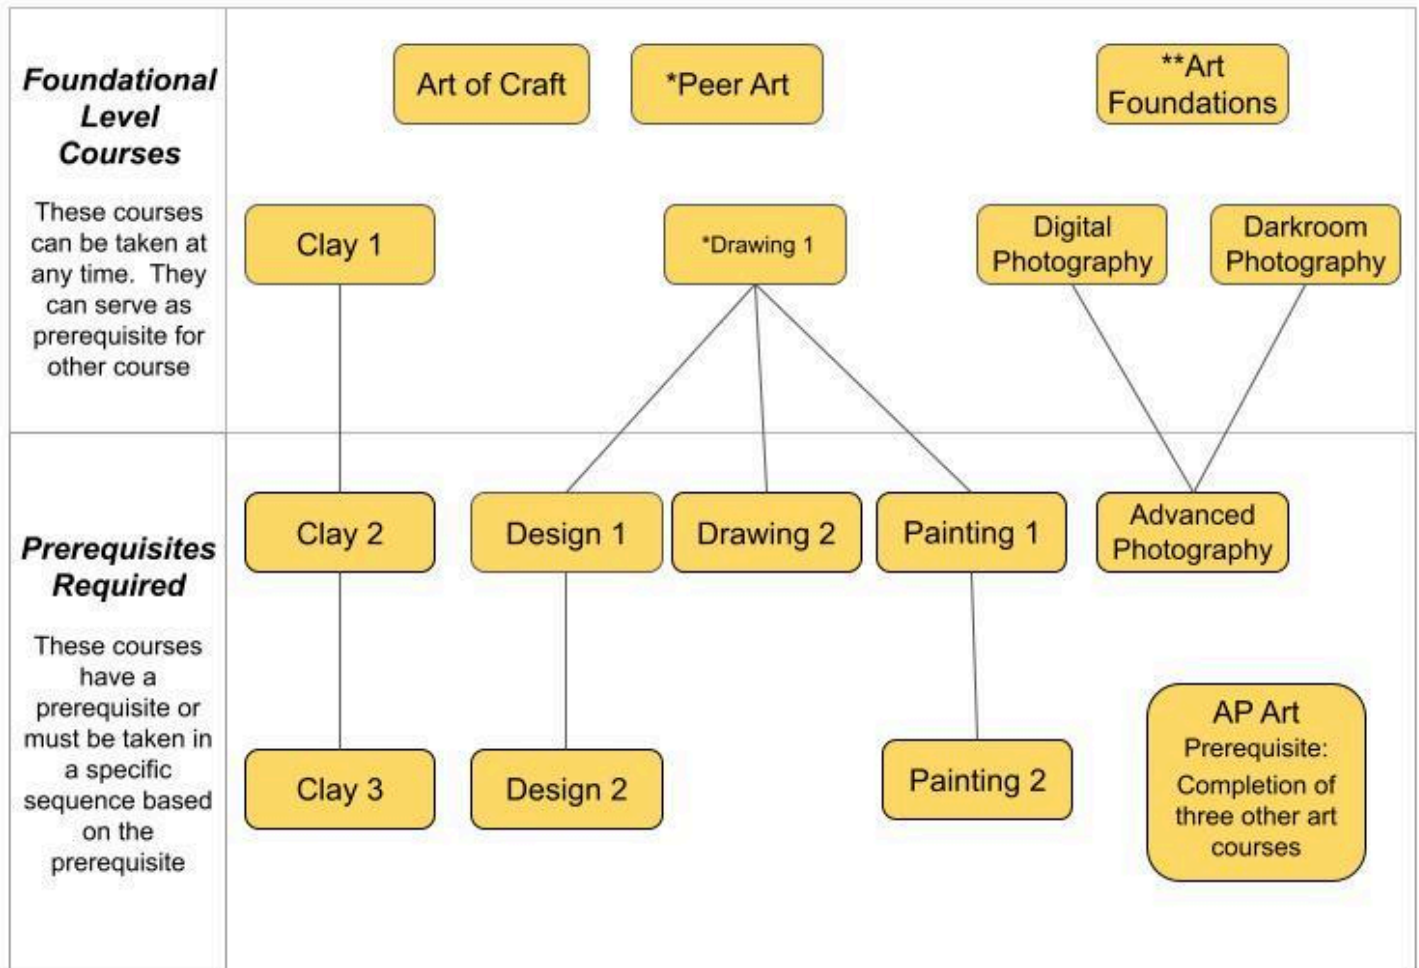 Foundational
Level
Courses
These courses
can be taken at
any time.  They
can serve as
prerequisite for
other course
Art of Craft
*Peer Art
**Art
Foundations
Clay 1
*Drawing 1
Digital
Photography
Darkroom
Photography
Prerequisites
Required
These courses
have a
prerequisite or
must be taken in
a specific
sequence based
on the
prerequisite
Clay 2
Design 1
Drawing 2
Painting 1
Advanced
Photography
Clay 3
Design 2
Painting 2
AP Art
Prerequisite:
Completion of
three other art
courses